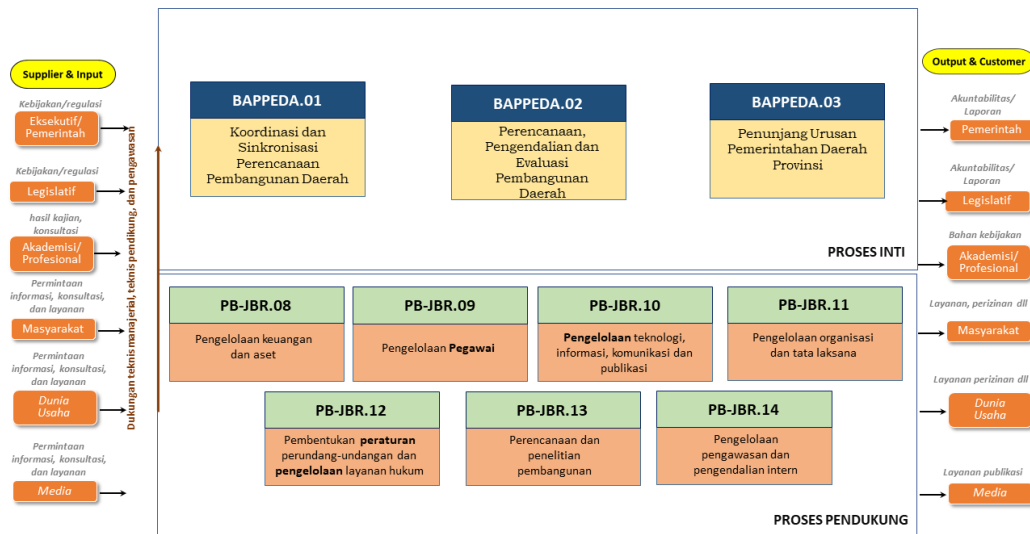 Supplier & Input
Kebijakan/regulasi
Eksekutif/
Pemerintah
Kebijakan/regulasi
Legislatif
hasil kajian,
konsultasi
Akademisi/
Profesional
Permintaan
informasi, konsultasi,
dan layanan
Masyarakat
Permintaan
informasi, konsultasi,
dan layanan
Dunia
Usaha
Permintaan
informasi, konsultasi,
dan layanan
Media
Dukungan teknis manajerial, teknis pendikung, dan pengawasan
BAPPEDA.01
Koordinasi dan
Sinkronisasi
Perencanaan
Pembangunan Daerah
BAPPEDA.02
Perencanaan,
Pengendalian dan
Evaluasi
Pembangunan
Daerah
BAPPEDA.03
Penunjang Urusan
Pemerintahan Daerah
Provinsi
PROSES INTI
PB-JBR.08
Pengelolaan keuangan
dan aset
PB-JBR.09
Pengelolaan Pegawai
PB-JBR.10
Pengelolaan teknologi,
informasi, komunikasi dan
publikasi
PB-JBR.11
Pengelolaan organisasi
dan tata laksana
PB-JBR.12
Pembentukan peraturan
perundang-undangan dan
pengelolaan layanan hukum
PB-JBR.13
Perencanaan dan
penelitian
pembangunan
PB-JBR.14
Pengelolaan
pengawasan dan
pengendalian intern
PROSES PENDUKUNG
Output & Customer
Akuntabilitas/
Laporan
Pemerintah
Akuntabilitas/
Laporan
Legislatif
Bahan kebijakan
Akademisi/
Profesional
Layanan, perizinan dll
Masyarakat
Layanan perizinan dll
Dunia
Usaha
Layanan publikasi
Media